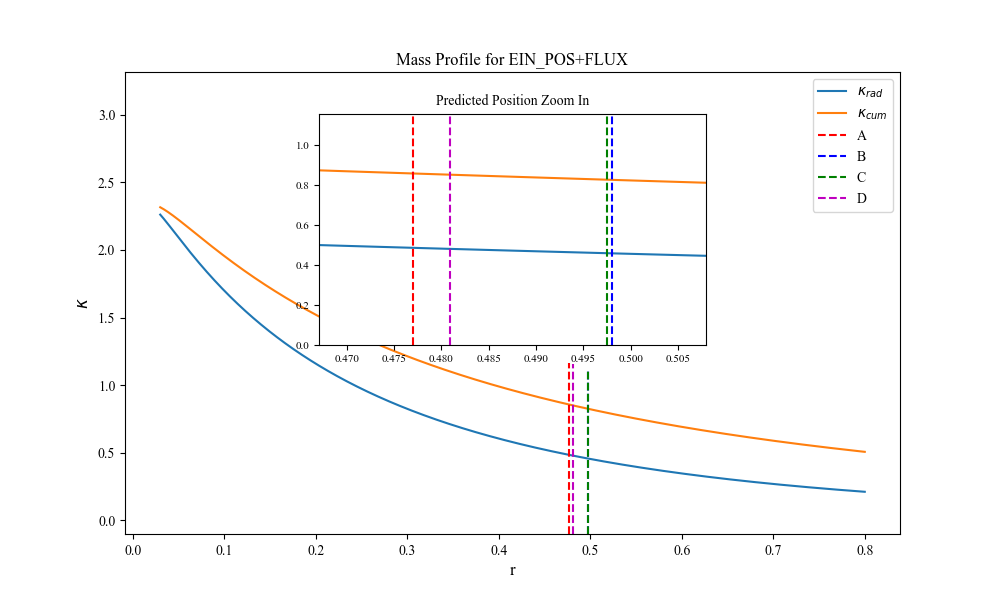 Mass Profile for EIN_POS+FLUX
Predicted Position Zoom In
κ_rad
κ_cum
A
B
C
D
3.0
2.5
2.0
1.5
1.0
0.5
0.0
κ
1.0
0.8
0.6
0.4
0.2
0.0
0.470 0.475 0.480 0.485 0.490 0.495 0.500 0.505
0.0 0.1 0.2 0.3 0.4 0.5 0.6 0.7 0.8
r